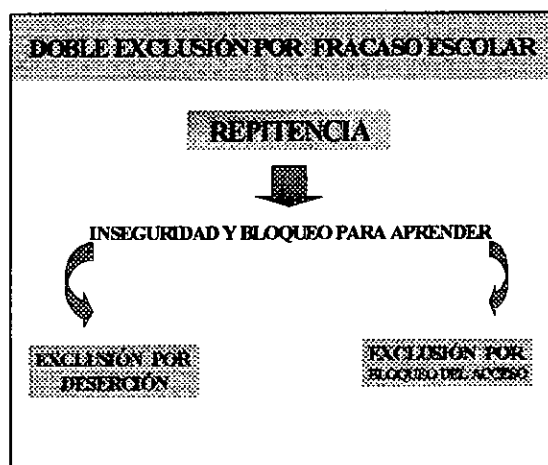 DOBLE EXCLUSIÓN POR FRACASO ESCOLAR
REPITENCIA
INSEGURIDAD Y BLOQUEO PARA APRENDER
EXCLUSIÓN POR
DESERCIÓN
EXCLUSIÓN POR
BLOQUEO DEL ACCESO